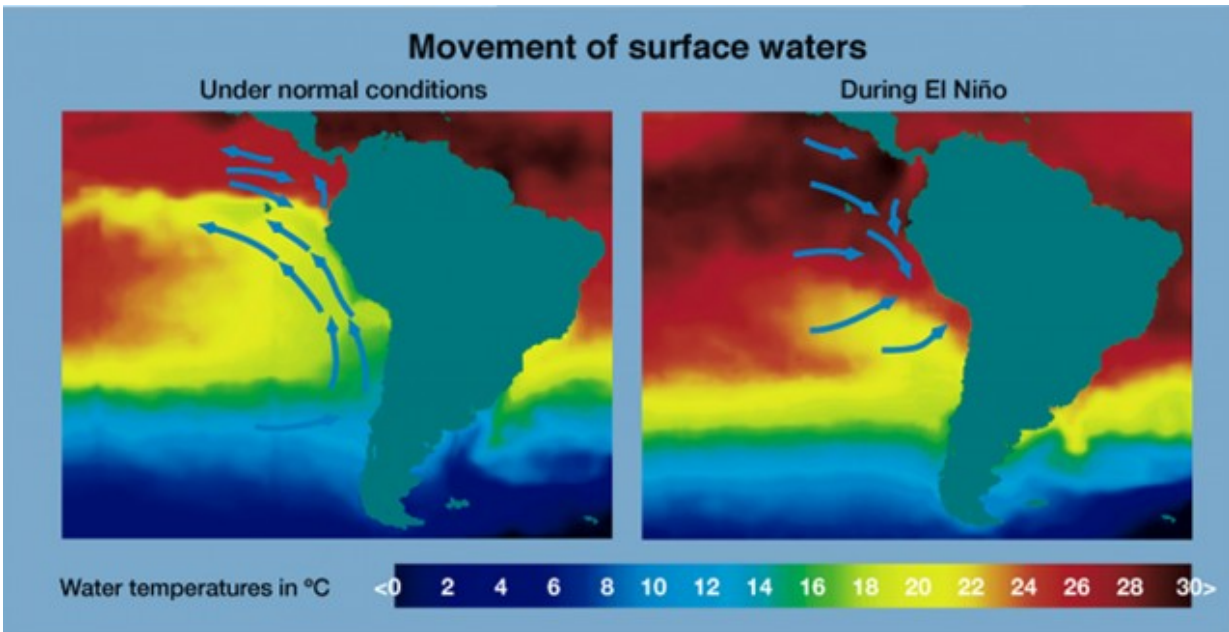 Movement of surface waters
Under normal conditions
During El Niño
Water temperatures in ºC <0 2 4 6 8 10 12 14 16 18 20 22 24 26 28 30>